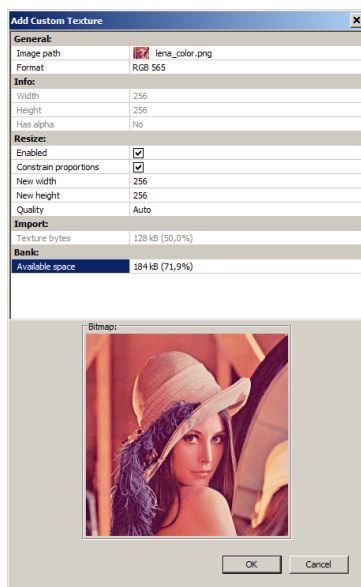 Add Custom Texture
General:
Image path lena_color.png
Format RGB 565
Info:
Width 256
Height 256
Has alpha No
Resize:
Enabled
Constrain proportions
New width 256
New height 256
Quality Auto
Import:
Texture bytes 128 kB (50,0%)
Bank:
Available space 184 kB (71,9%)
Bitmap:
OK Cancel